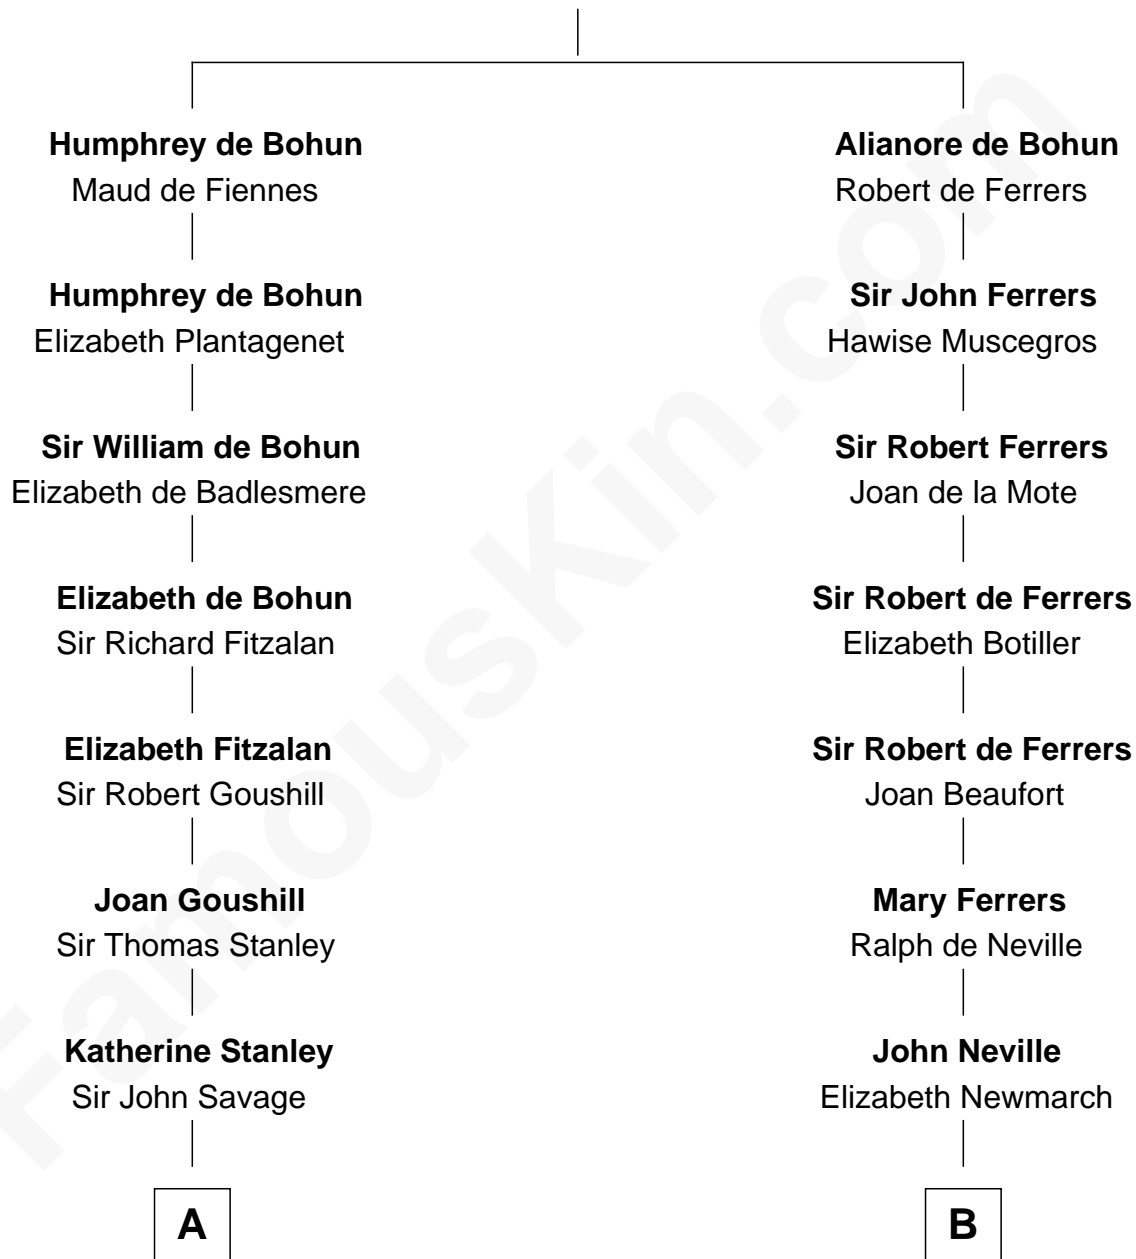 Humphrey de Bohun
Maud de Fiennes
Humphrey de Bohun
Elizabeth Plantagenet
Sir William de Bohun
Elizabeth de Badlesmere
Elizabeth de Bohun
Sir Richard Fitzalan
Elizabeth Fitzalan
Sir Robert Goushill
Joan Goushill
Sir Thomas Stanley
Katherine Stanley
Sir John Savage
A
Alianore de Bohun
Robert de Ferrers
Sir John Ferrers
Hawise Muscegros
Sir Robert Ferrers
Joan de la Mote
Sir Robert de Ferrers
Elizabeth Botiller
Sir Robert de Ferrers
Joan Beaufort
Mary Ferrers
Ralph de Neville
John Neville
Elizabeth Newmarch
B
FamousKin.com